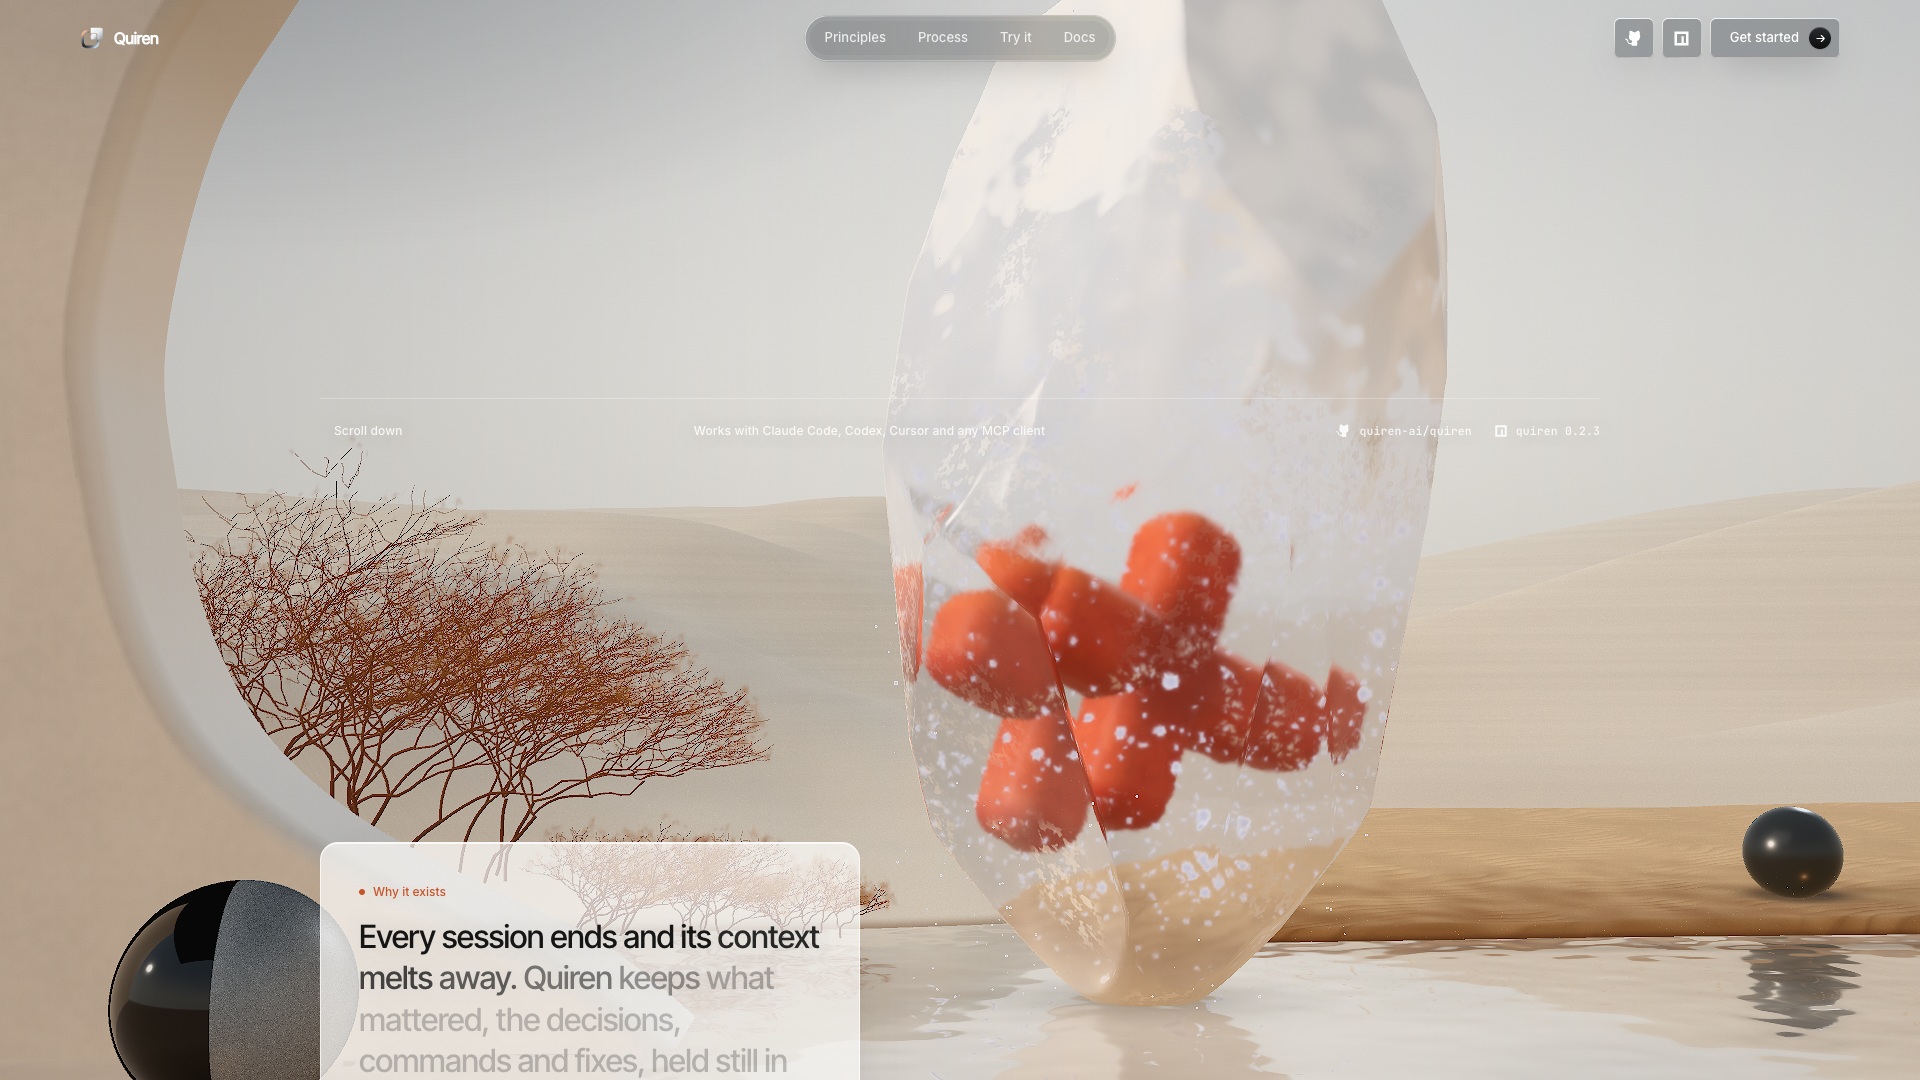 Quiren
Principles
Process
Try it
Docs
Get started
Scroll down
Works with Claude Code, Codex, Cursor and any MCP client
quiren-ai/quiren
quiren 0.2.3
Why it exists
Every session ends and its context
melts away. Quiren keeps what
mattered, the decisions,
commands and fixes, held still in